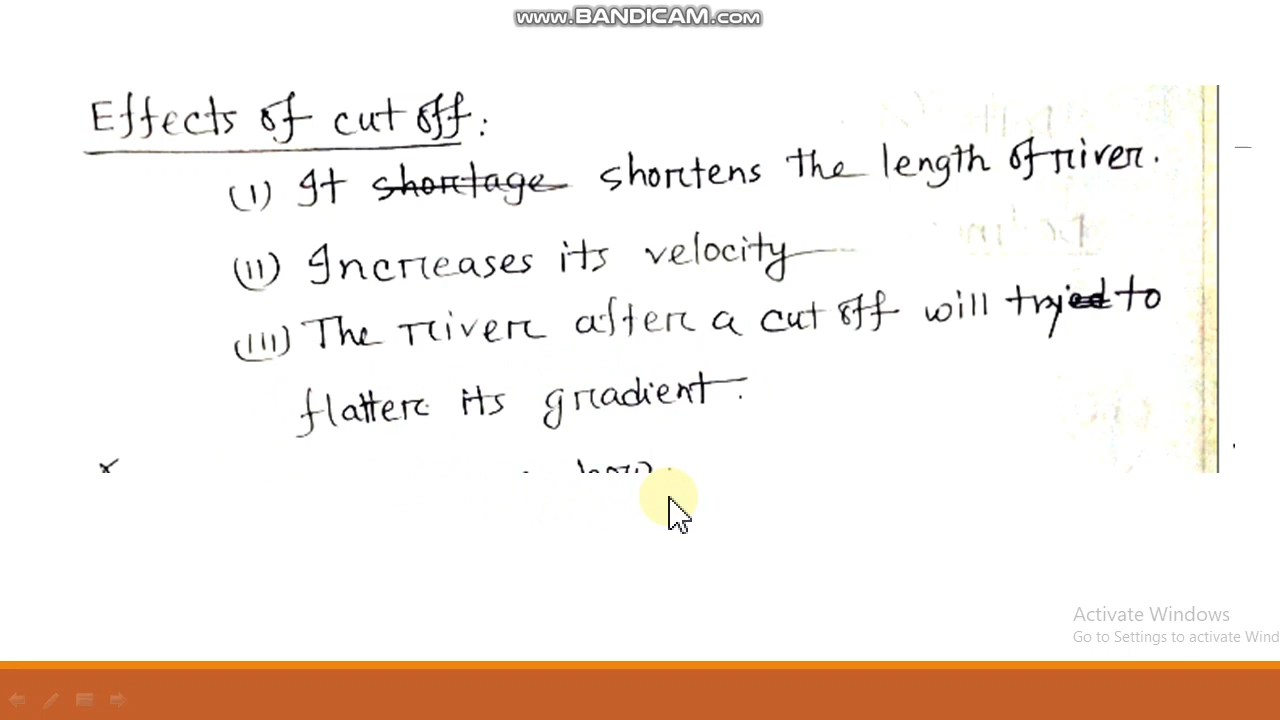 www.BANDICAM.com
Effects of cut off:
(I) It shortage shortens the length of river.
(II) Increases its velocity
(III) The river after a cut off will tryied to
flatter its gradient.
Activate Windows
Go to Settings to activate Wind